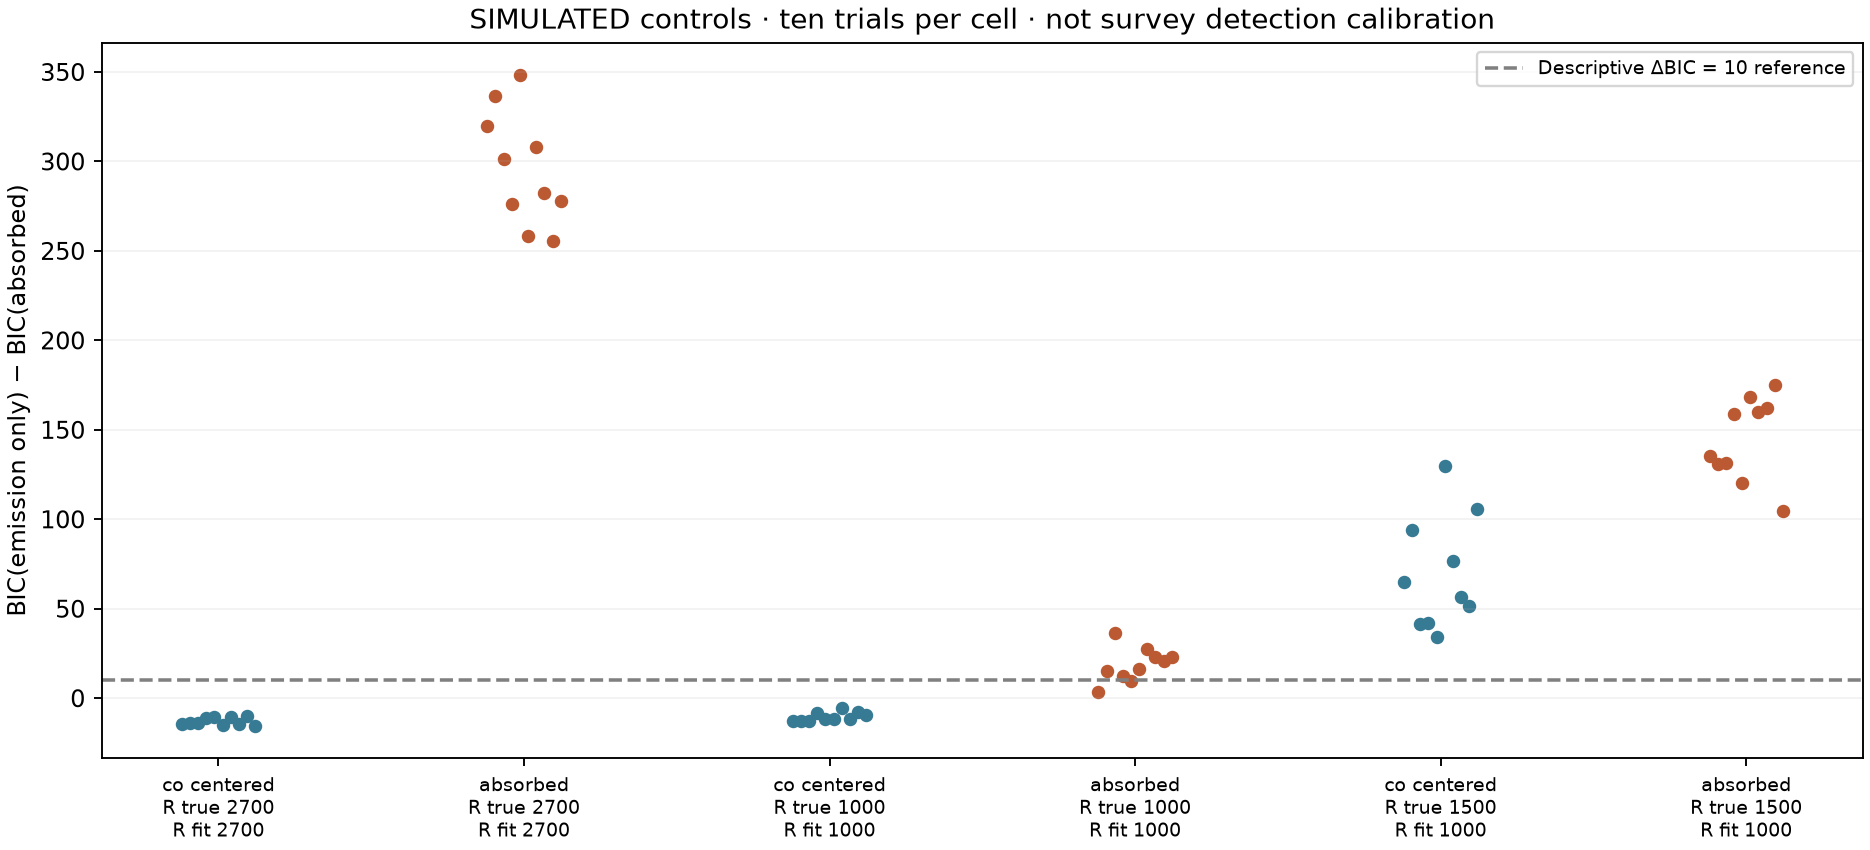 SIMULATED controls · ten trials per cell · not survey detection calibration
Descriptive ΔBIC = 10 reference
BIC(emission only) − BIC(absorbed)
350
300
250
200
150
100
50
0
co centered
R true 2700
R fit 2700
absorbed
R true 2700
R fit 2700
co centered
R true 1000
R fit 1000
absorbed
R true 1000
R fit 1000
co centered
R true 1500
R fit 1000
absorbed
R true 1500
R fit 1000